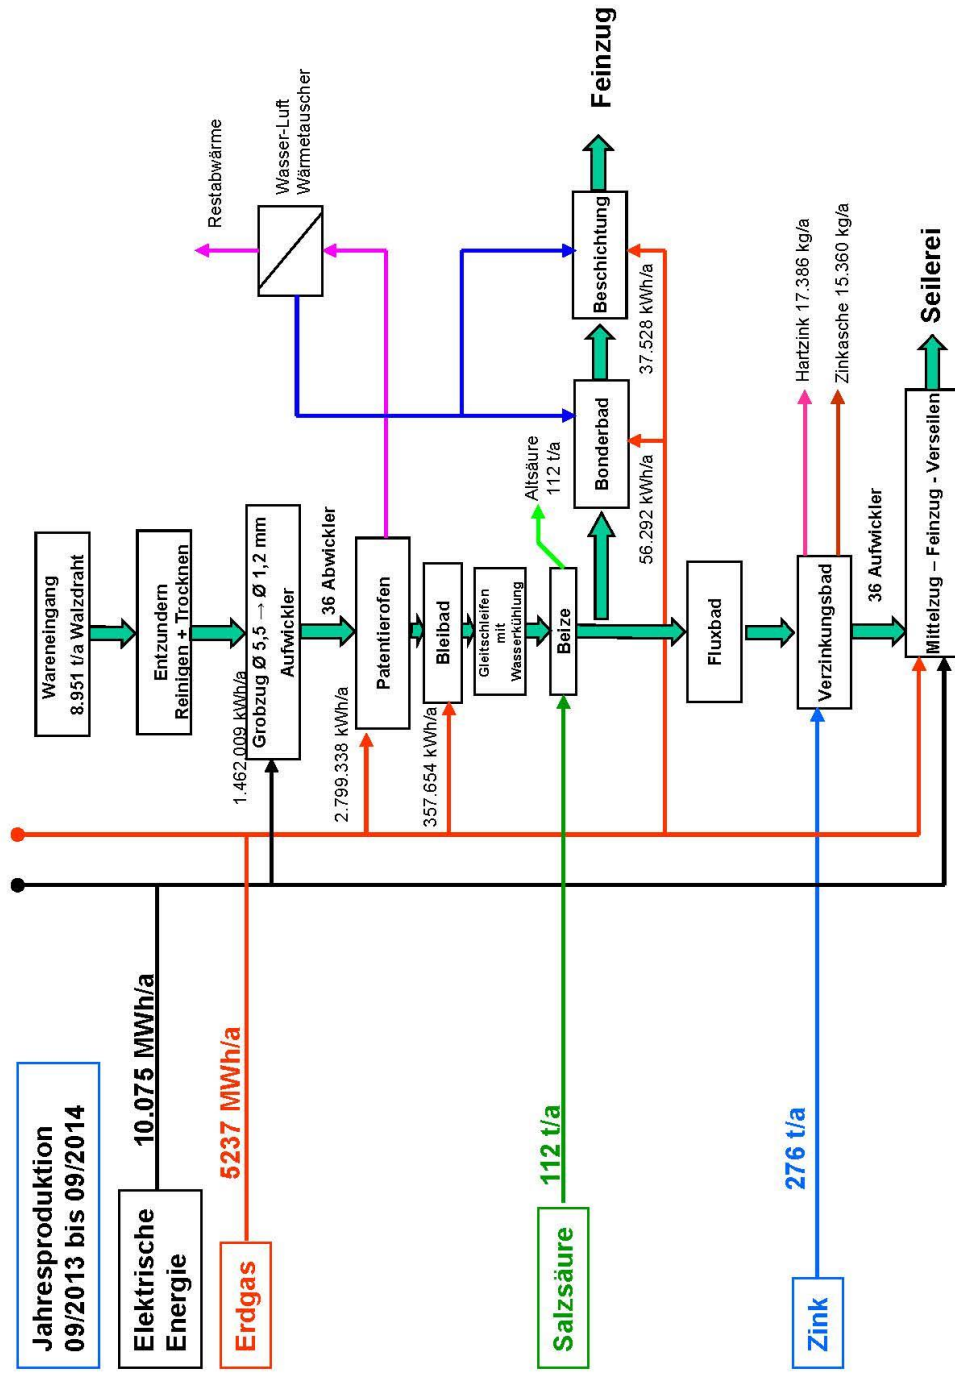 Jahresproduktion
09/2013 bis 09/2014
Elektrische
Energie
10.075 MWh/a
Erdgas
5237 MWh/a
Salzsäure
112 t/a
Zink
276 t/a
Wareneingang
8.951 t/a Walzdraht
Entzundern
Reinigen + Trocknen
1.462.009 kWh/a
Grobzug Ø 5,5 → Ø 1,2 mm
Aufwickler
36 Abwickler
2.799.338 kWh/a
Patentierofen
357.654 kWh/a
Bleibad
Gleitschleifen
mit
Wasserkühlung
Beize
Altsäure
112 t/a
Restabwärme
Wasser-Luft
Wärmetauscher
Bonderbad
56.292 kWh/a
Beschichtung
37.528 kWh/a
Feinzug
Fluxbad
Verzinkungsbad
Hartzink 17.386 kg/a
Zinkasche 15.360 kg/a
36 Aufwickler
Mittelzug – Feinzug - Verseilen
Seilerei